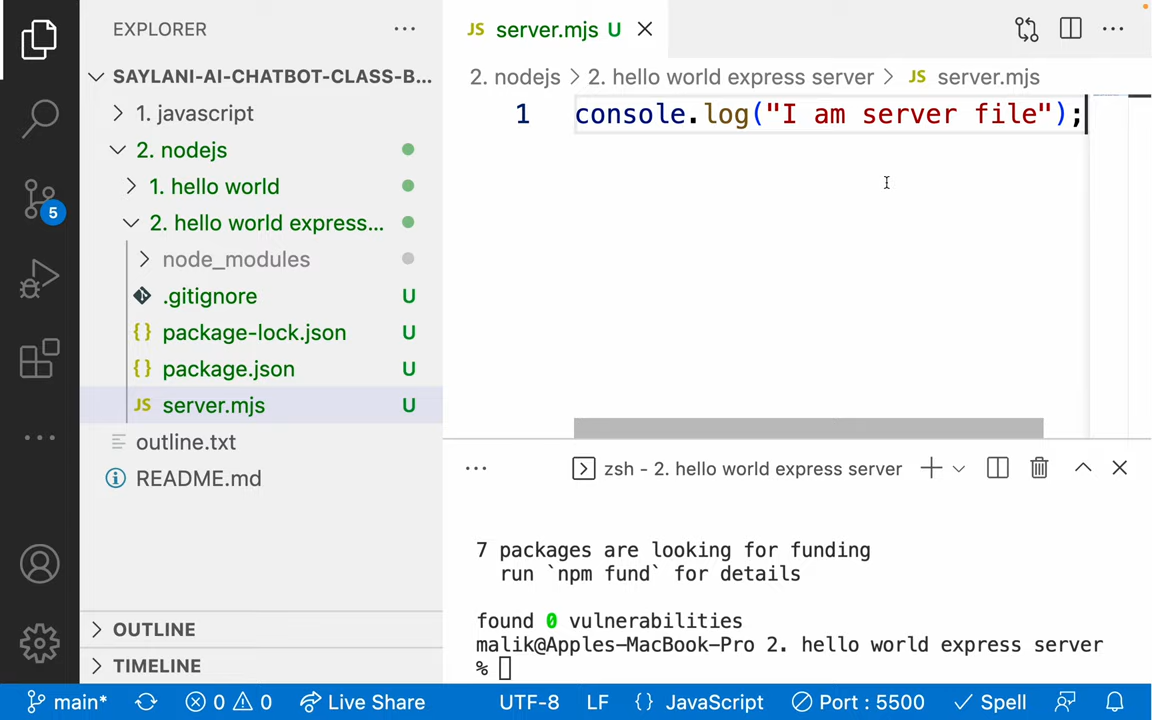 EXPLORER
SAYLANI-AI-CHATBOT-CLASS-B...
1. javascript
2. nodejs
1. hello world
2. hello world express...
node_modules
.gitignore U
package-lock.json U
package.json U
JS server.mjs U
outline.txt
README.md
OUTLINE
TIMELINE
5
JS server.mjs U
2. nodejs > 2. hello world express server > JS server.mjs
1 console.log("I am server file");
zsh - 2. hello world express server
7 packages are looking for funding
run `npm fund` for details
found 0 vulnerabilities
malik@Apples-MacBook-Pro 2. hello world express server
%
main* 0 0 Live Share UTF-8 LF {} JavaScript Port : 5500 Spell